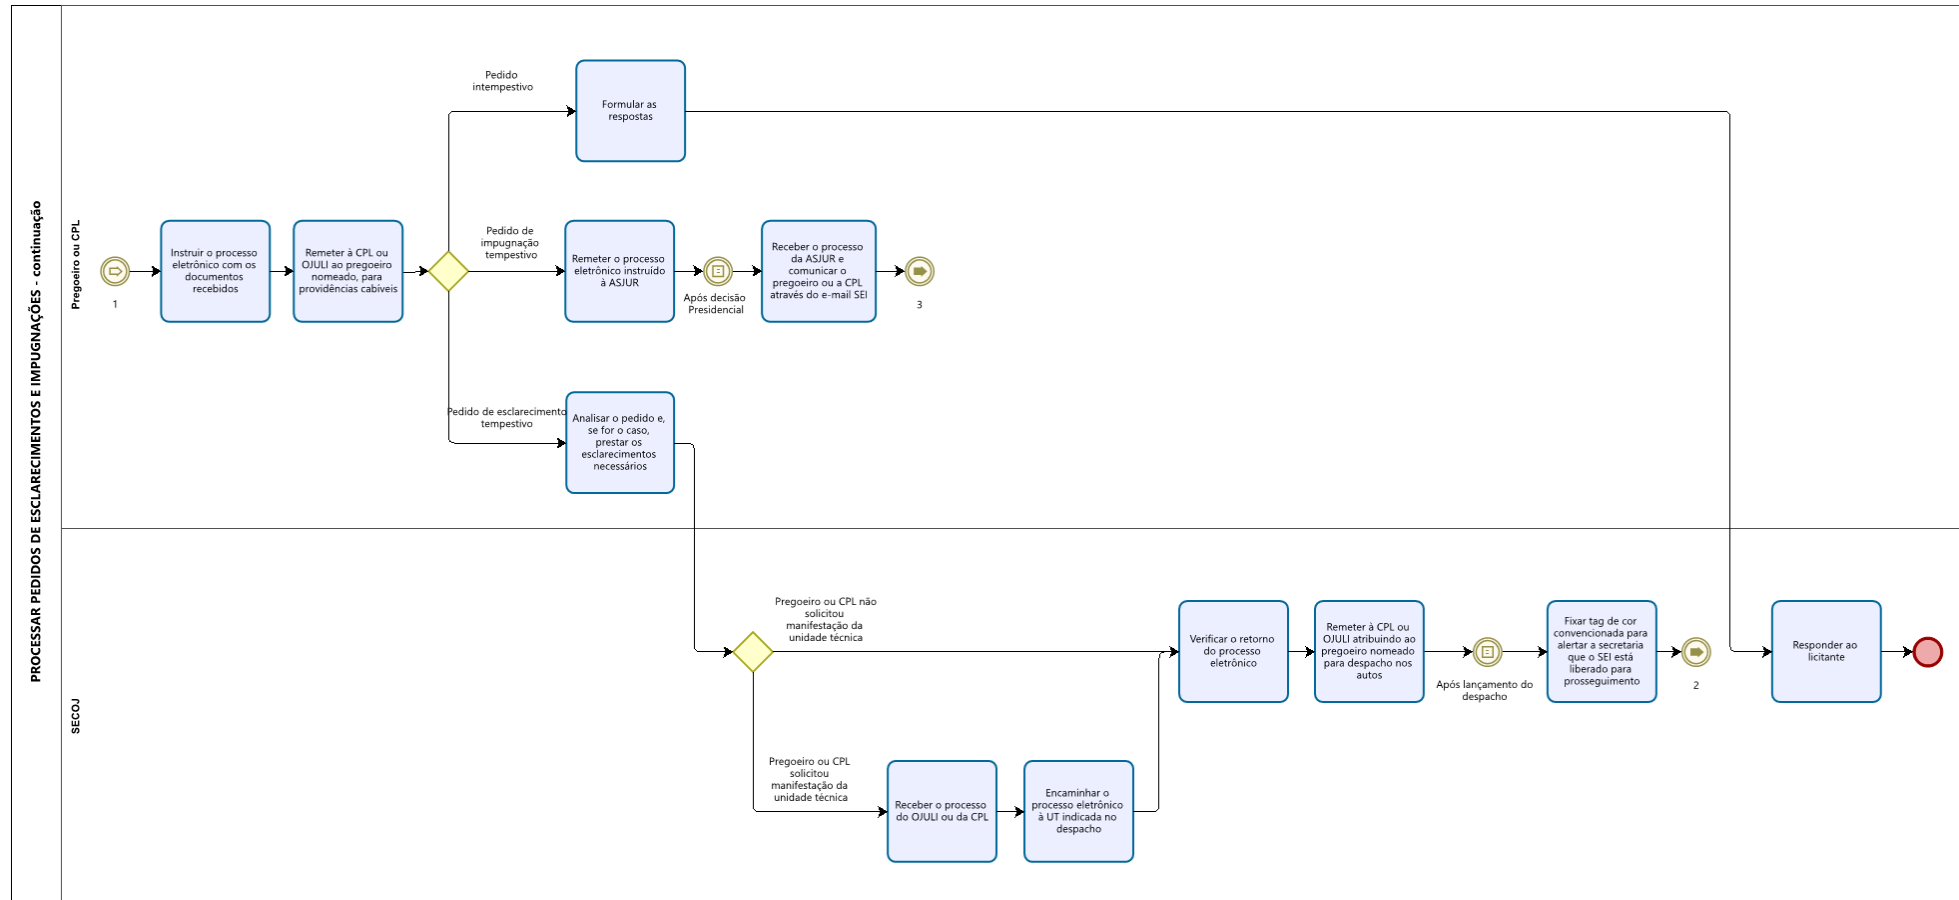 PROCESSAR PEDIDOS DE ESCLARECIMENTOS E IMPUGNAÇÕES - continuação
Pregoeiro ou CPL
1
Instruir o processo
eletrônico com os
documentos
recebidos
Remeter à CPL ou
OJULI ao pregoeiro
nomeado, para
providências cabíveis
Pedido
intempestivo
Formular as
respostas
Pedido de
impugnação
tempestivo
Remeter o processo
eletrônico instruído
à ASJUR
Após decisão
Presidencial
Receber o processo
da ASJUR e
comunicar o
pregoeiro ou a CPL
através do e-mail SEI
3
Pedido de esclarecimento
tempestivo
Analisar o pedido e,
se for o caso,
prestar os
esclarecimentos
necessários
SECOJ
Pregoeiro ou CPL não
solicitou
manifestação da
unidade técnica
Pregoeiro ou CPL
solicitou
manifestação da
unidade técnica
Receber o processo
do OJULI ou da CPL
Encaminhar o
processo eletrônico
à UT indicada no
despacho
Verificar o retorno
do processo
eletrônico
Remeter à CPL ou
OJULI atribuindo ao
pregoeiro nomeado
para despacho nos
autos
Após lançamento do
despacho
Fixar tag de cor
convencionada para
alertar a secretaria
que o SEI está
liberado para
prosseguimento
2
Responder ao
licitante